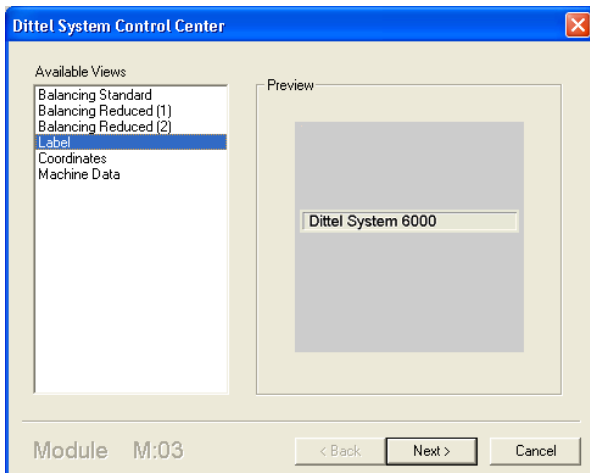 Dittel System Control Center
Available Views
Balancing Standard
Balancing Reduced (1)
Balancing Reduced (2)
Label
Coordinates
Machine Data
Preview
Dittel System 6000
Module M:03
< Back
Next >
Cancel